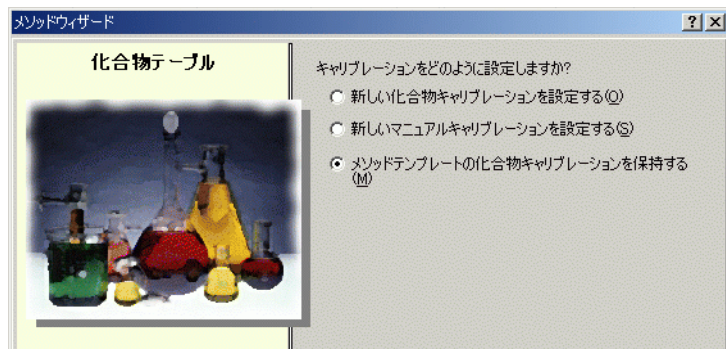 メソッドウィザード
化合物テーブル
キャリブレーションをどのように設定しますか?
新しい化合物キャリブレーションを設定する(O)
新しいマニュアルキャリブレーションを設定する(S)
メソッドテンプレートの化合物キャリブレーションを保持する
(M)